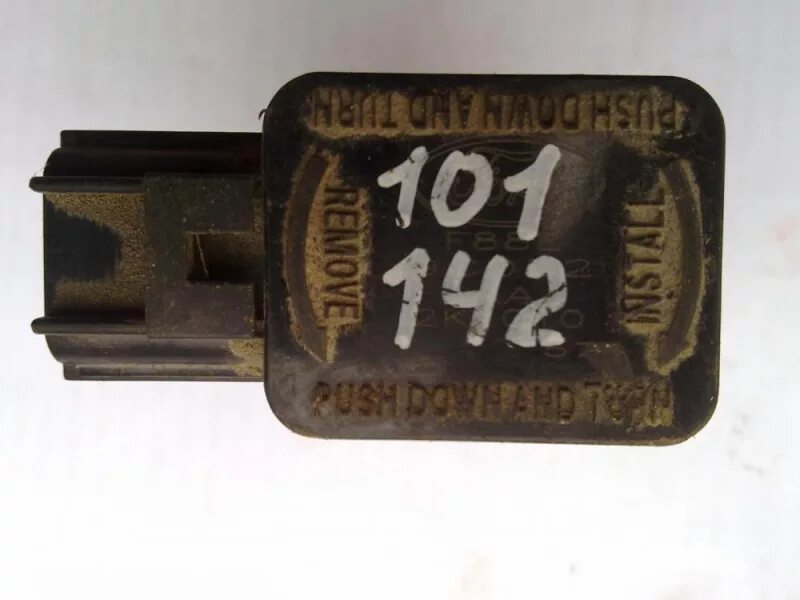 PUSH DOWN AND TURN
REMOVE
101
142
INSTALL
PUSH DOWN AND TURN